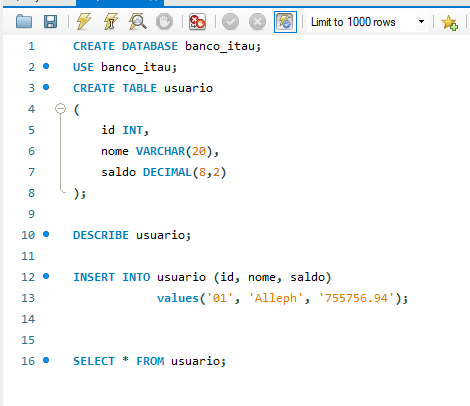 Limit to 1000 rows
1 CREATE DATABASE banco_itau;
2 USE banco_itau;
3 CREATE TABLE usuario
4 (
5 id INT,
6 nome VARCHAR(20),
7 saldo DECIMAL(8,2)
8 );
9
10 DESCRIBE usuario;
11
12 INSERT INTO usuario (id, nome, saldo)
13 values('01', 'Alleph', '755756.94');
14
15
16 SELECT * FROM usuario;